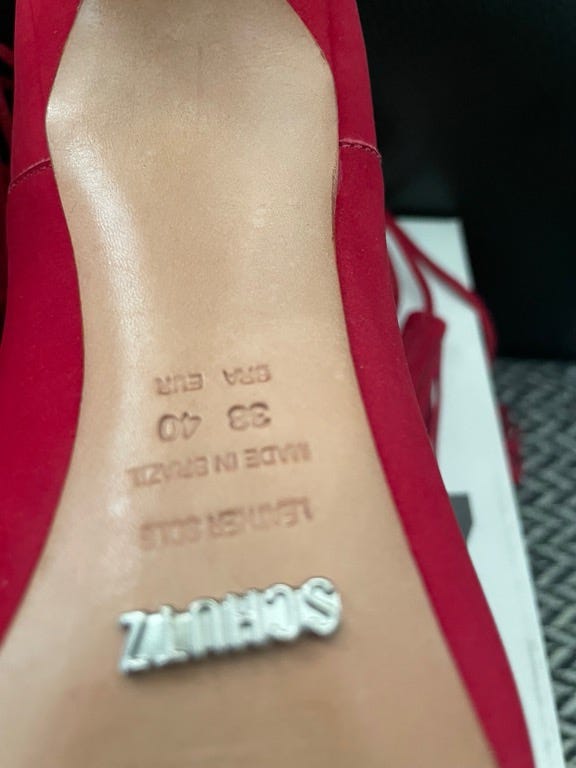 SCHUTZ
LEATHER SOLE
MADE IN BRAZIL
38 40
BRA EUR